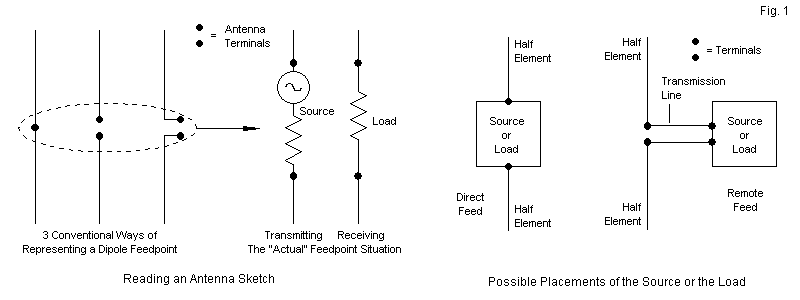 Fig. 1
= Antenna
Terminals
Source
Load
3 Conventional Ways of
Representing a Dipole Feedpoint
Transmitting Receiving
The "Actual" Feedpoint Situation
Reading an Antenna Sketch
Half
Element
Source
or
Load
Direct
Feed
Half
Element
Half
Element
= Terminals
Transmission
Line
Source
or
Load
Half
Element
Remote
Feed
Possible Placements of the Source or the Load